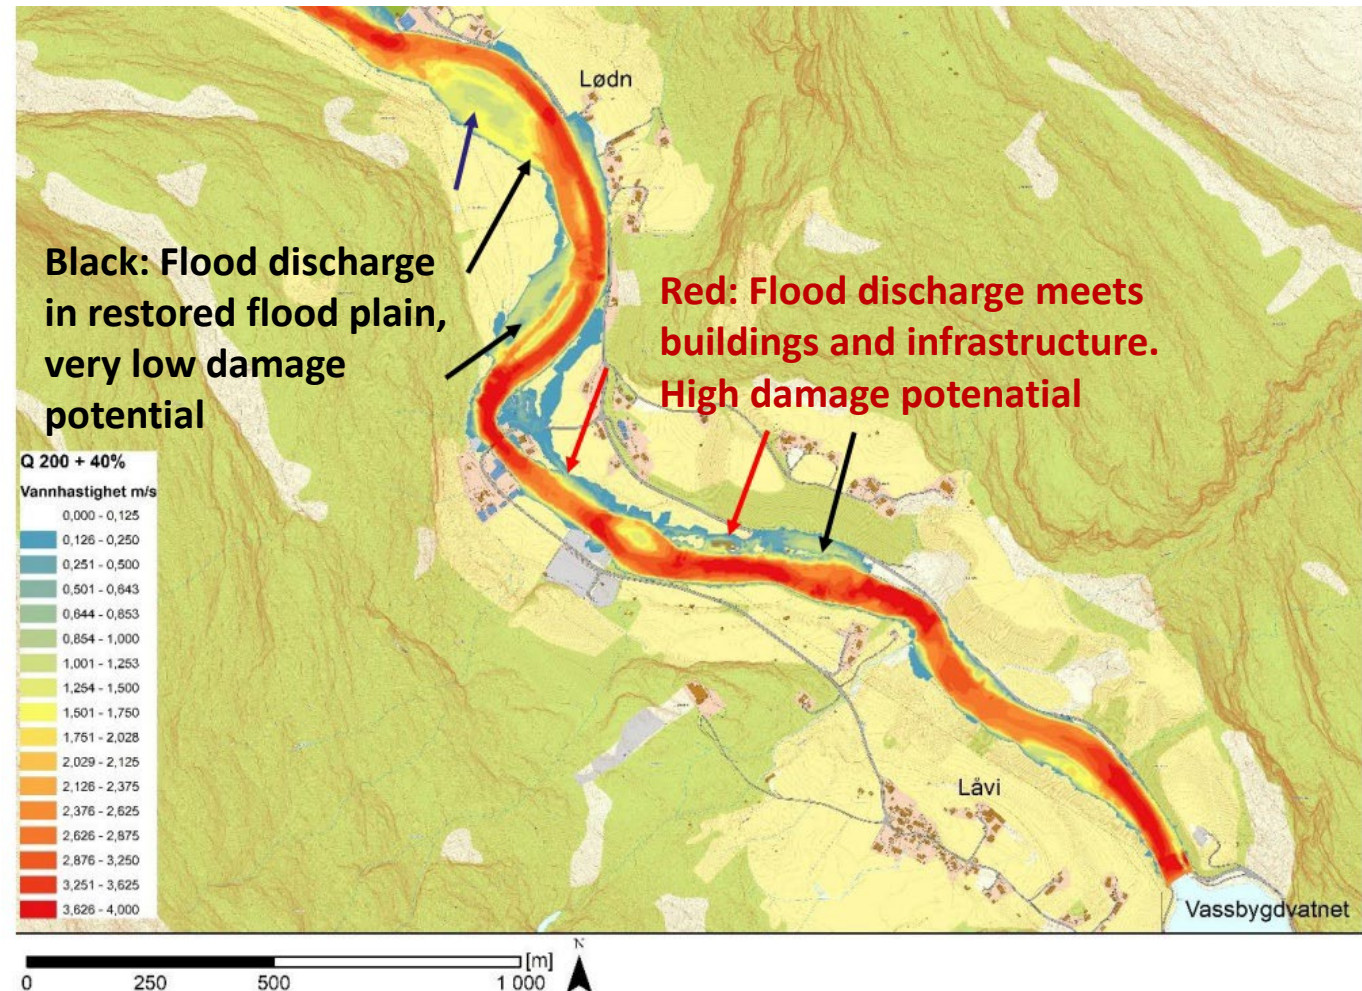 Lødn
Black: Flood discharge
in restored flood plain,
very low damage
potential
Red: Flood discharge meets
buildings and infrastructure.
High damage potenatial
Q 200 + 40%
Vannhastighet m/s
0,000 - 0,125
0,126 - 0,250
0,251 - 0,500
0,501 - 0,643
0,644 - 0,853
0,854 - 1,000
1,001 - 1,253
1,254 - 1,500
1,501 - 1,750
1,751 - 2,028
2,029 - 2,125
2,126 - 2,375
2,376 - 2,625
2,626 - 2,875
2,876 - 3,250
3,251 - 3,625
3,626 - 4,000
Låvi
Vassbygdvatnet
N
[m]
0 250 500 1 000